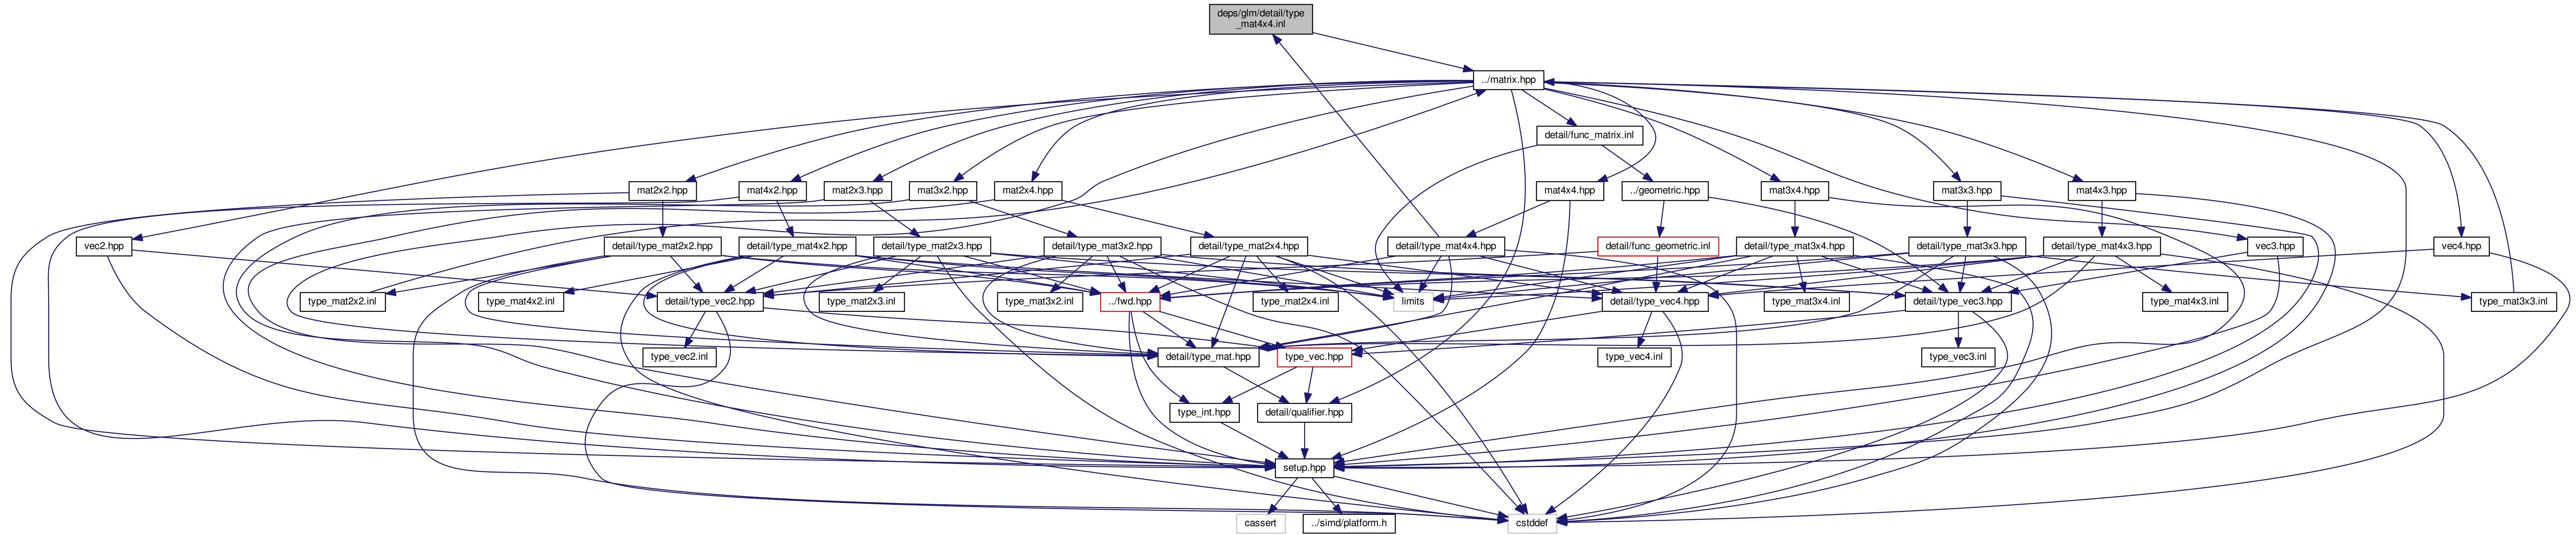 deps/glm/detail/type
_mat4x4.inl
../matrix.hpp
detail/func_matrix.inl
mat2x2.hpp
mat4x2.hpp
mat2x3.hpp
mat3x2.hpp
mat2x4.hpp
mat4x4.hpp
../geometric.hpp
mat3x4.hpp
mat3x3.hpp
mat4x3.hpp
vec2.hpp
detail/type_mat2x2.hpp
detail/type_mat4x2.hpp
detail/type_mat2x3.hpp
detail/type_mat3x2.hpp
detail/type_mat2x4.hpp
detail/type_mat4x4.hpp
detail/func_geometric.inl
detail/type_mat3x4.hpp
detail/type_mat3x3.hpp
detail/type_mat4x3.hpp
vec3.hpp
vec4.hpp
type_mat2x2.inl
type_mat4x2.inl
detail/type_vec2.hpp
type_mat2x3.inl
type_mat3x2.inl
../fwd.hpp
type_mat2x4.inl
limits
detail/type_vec4.hpp
type_mat3x4.inl
detail/type_vec3.hpp
type_mat4x3.inl
type_mat3x3.inl
type_vec2.inl
detail/type_mat.hpp
type_vec.hpp
type_vec4.inl
type_vec3.inl
type_int.hpp
detail/qualifier.hpp
setup.hpp
cassert
../simd/platform.h
cstddef